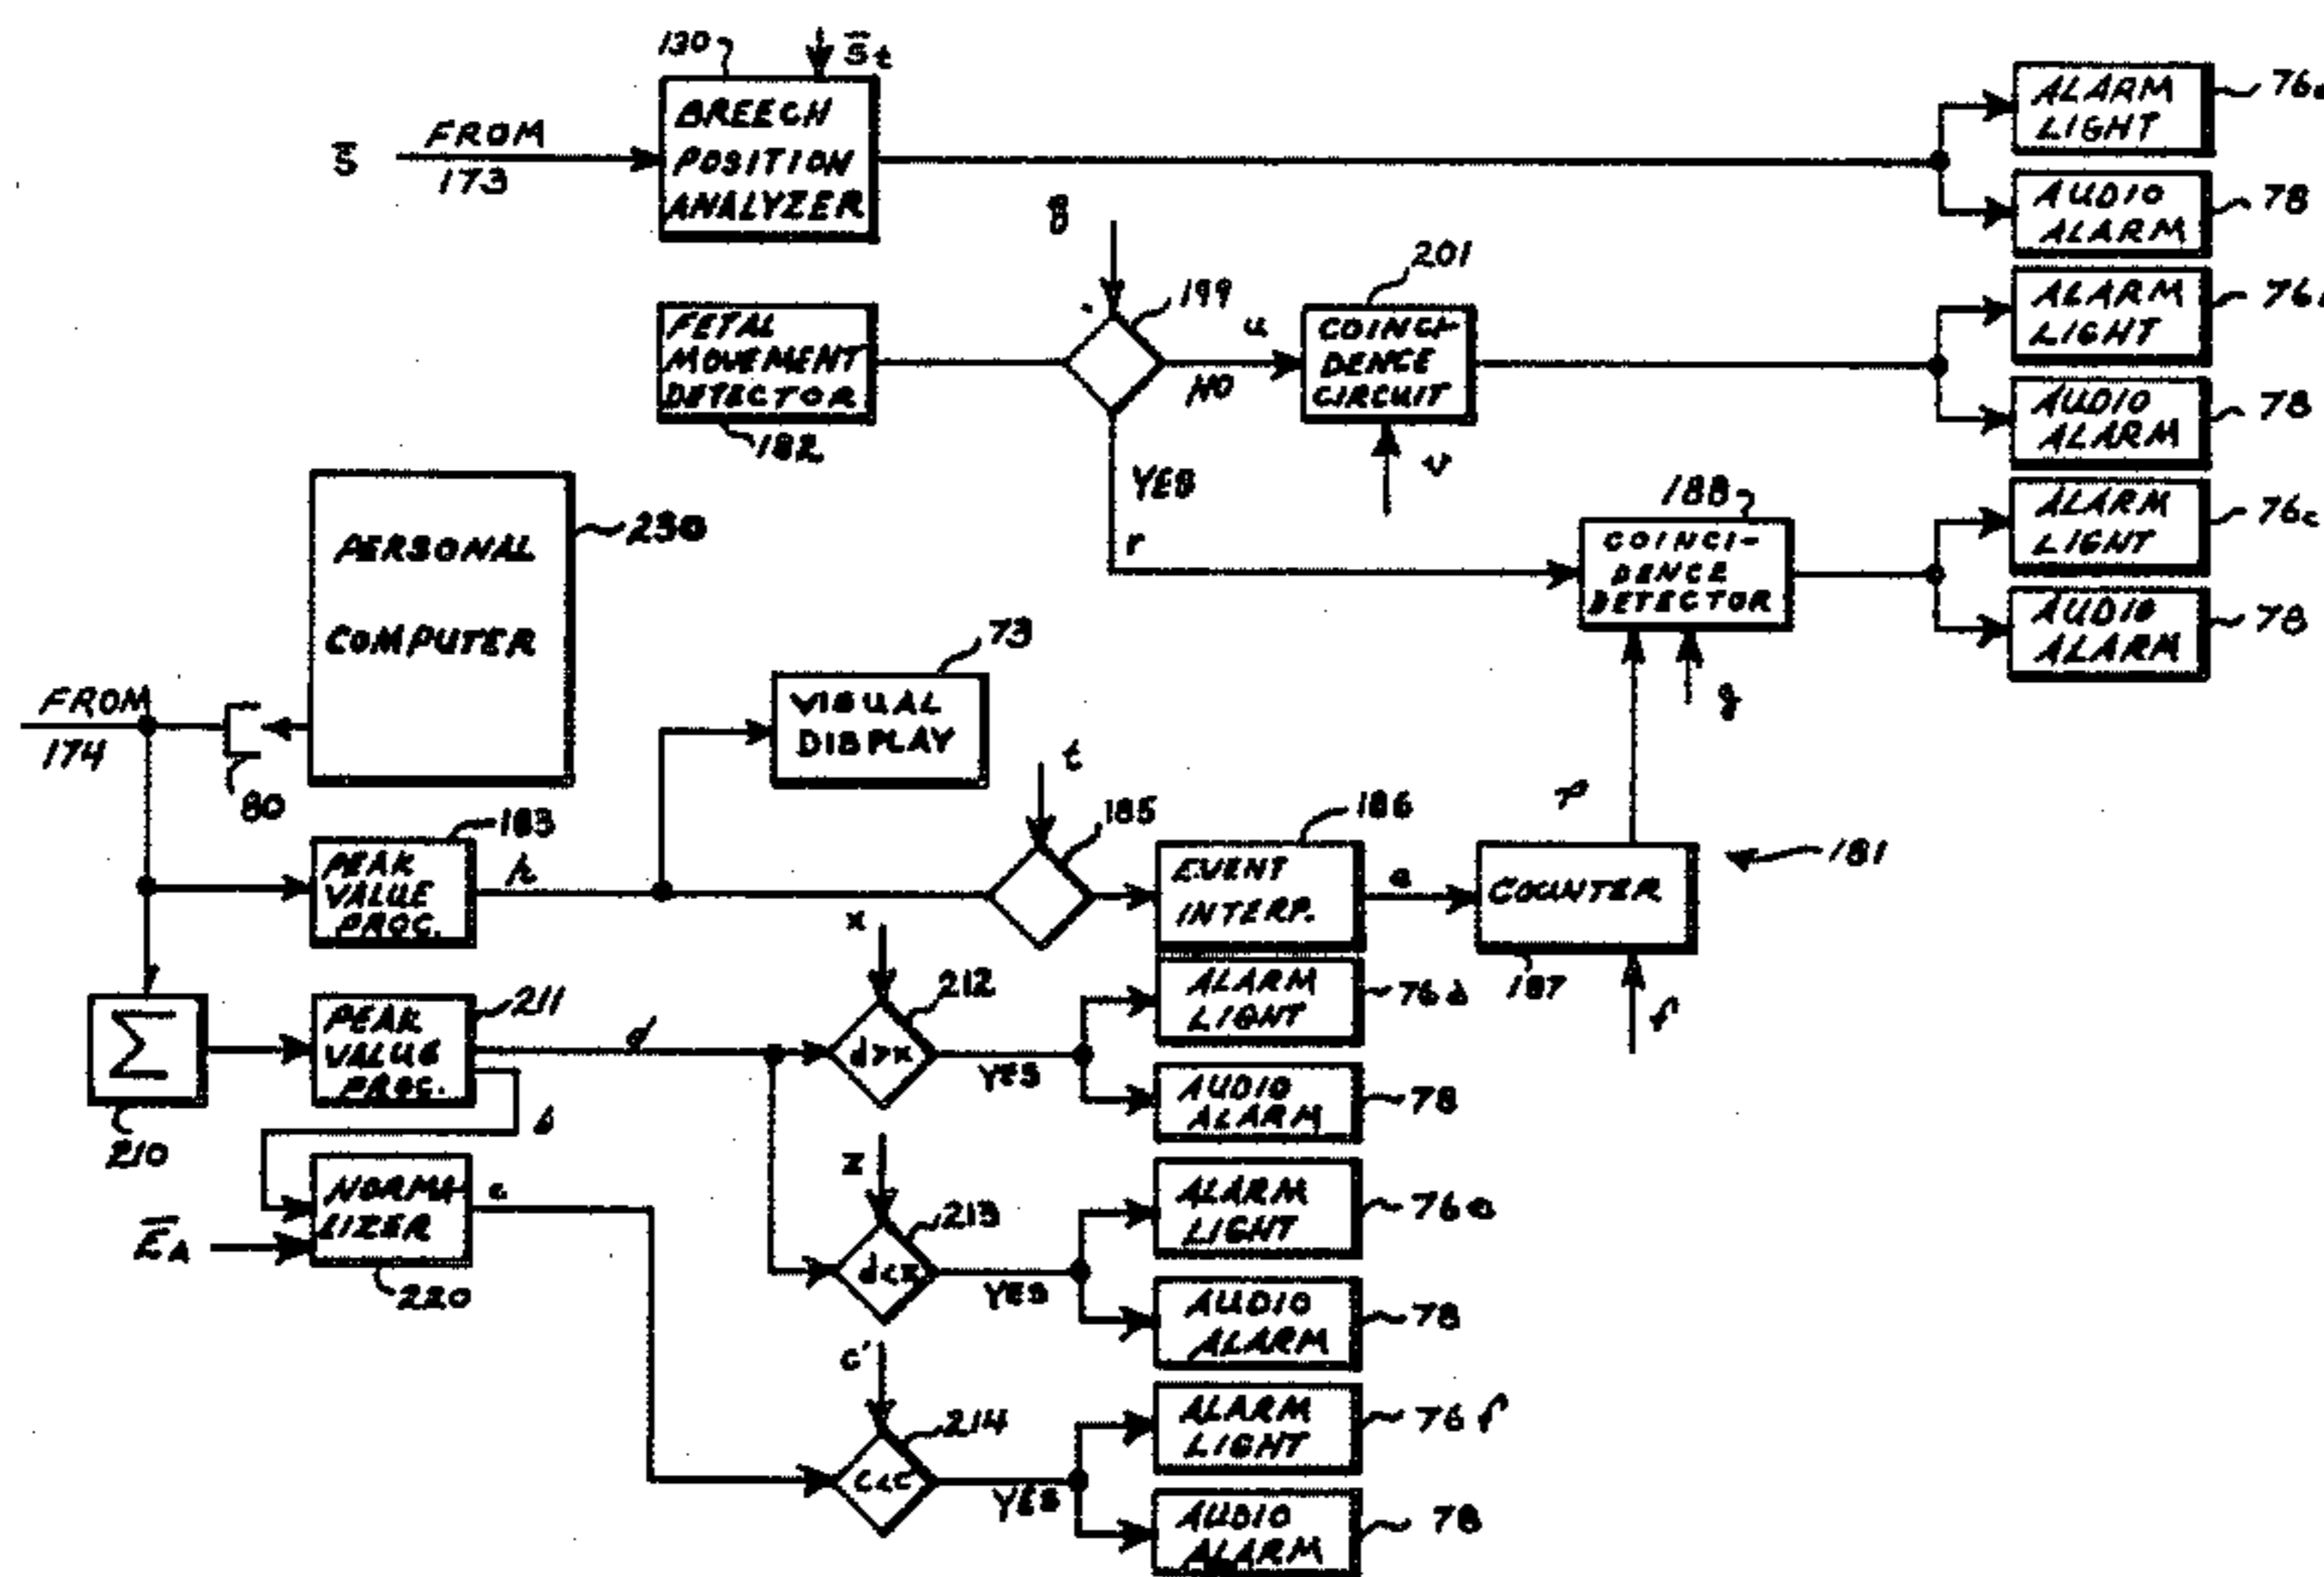 130
S̄t
BREECH
POSITION
ANALYZER
S̄
FROM
173
ALARM
LIGHT
AUDIO
ALARM
78
201
199
FETAL
MOVEMENT
DETECTOR
182
u
NO
COINCI-
DENCE
CIRCUIT
v
ALARM
LIGHT
AUDIO
ALARM
78
YES
r
188
COINCI-
DENCE
DETECTOR
ALARM
LIGHT
76c
AUDIO
ALARM
78
PERSONAL
COMPUTER
230
FROM
174
80
73
VISUAL
DISPLAY
t
185
183
PEAK
VALUE
PROC.
h
186
EVENT
INTERP.
COUNTER
181
187
f
x
212
d>x
YES
ALARM
LIGHT
76d
AUDIO
ALARM
78
Σ
210
PEAK
VALUE
PROC.
211
d
b
NORMA-
LIZER
220
c
ĒA
z
213
d<z
YES
ALARM
LIGHT
76e
AUDIO
ALARM
78
c'
214
YES
ALARM
LIGHT
76f
AUDIO
ALARM
78